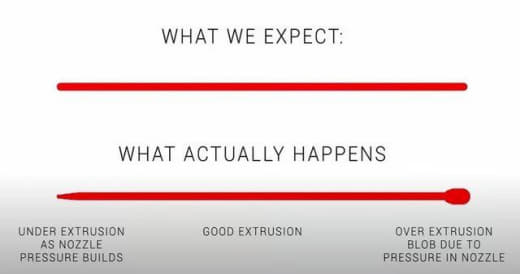 WHAT WE EXPECT:
WHAT ACTUALLY HAPPENS
UNDER EXTRUSION
AS NOZZLE
PRESSURE BUILDS
GOOD EXTRUSION
OVER EXTRUSION
BLOB DUE TO
PRESSURE IN NOZZLE